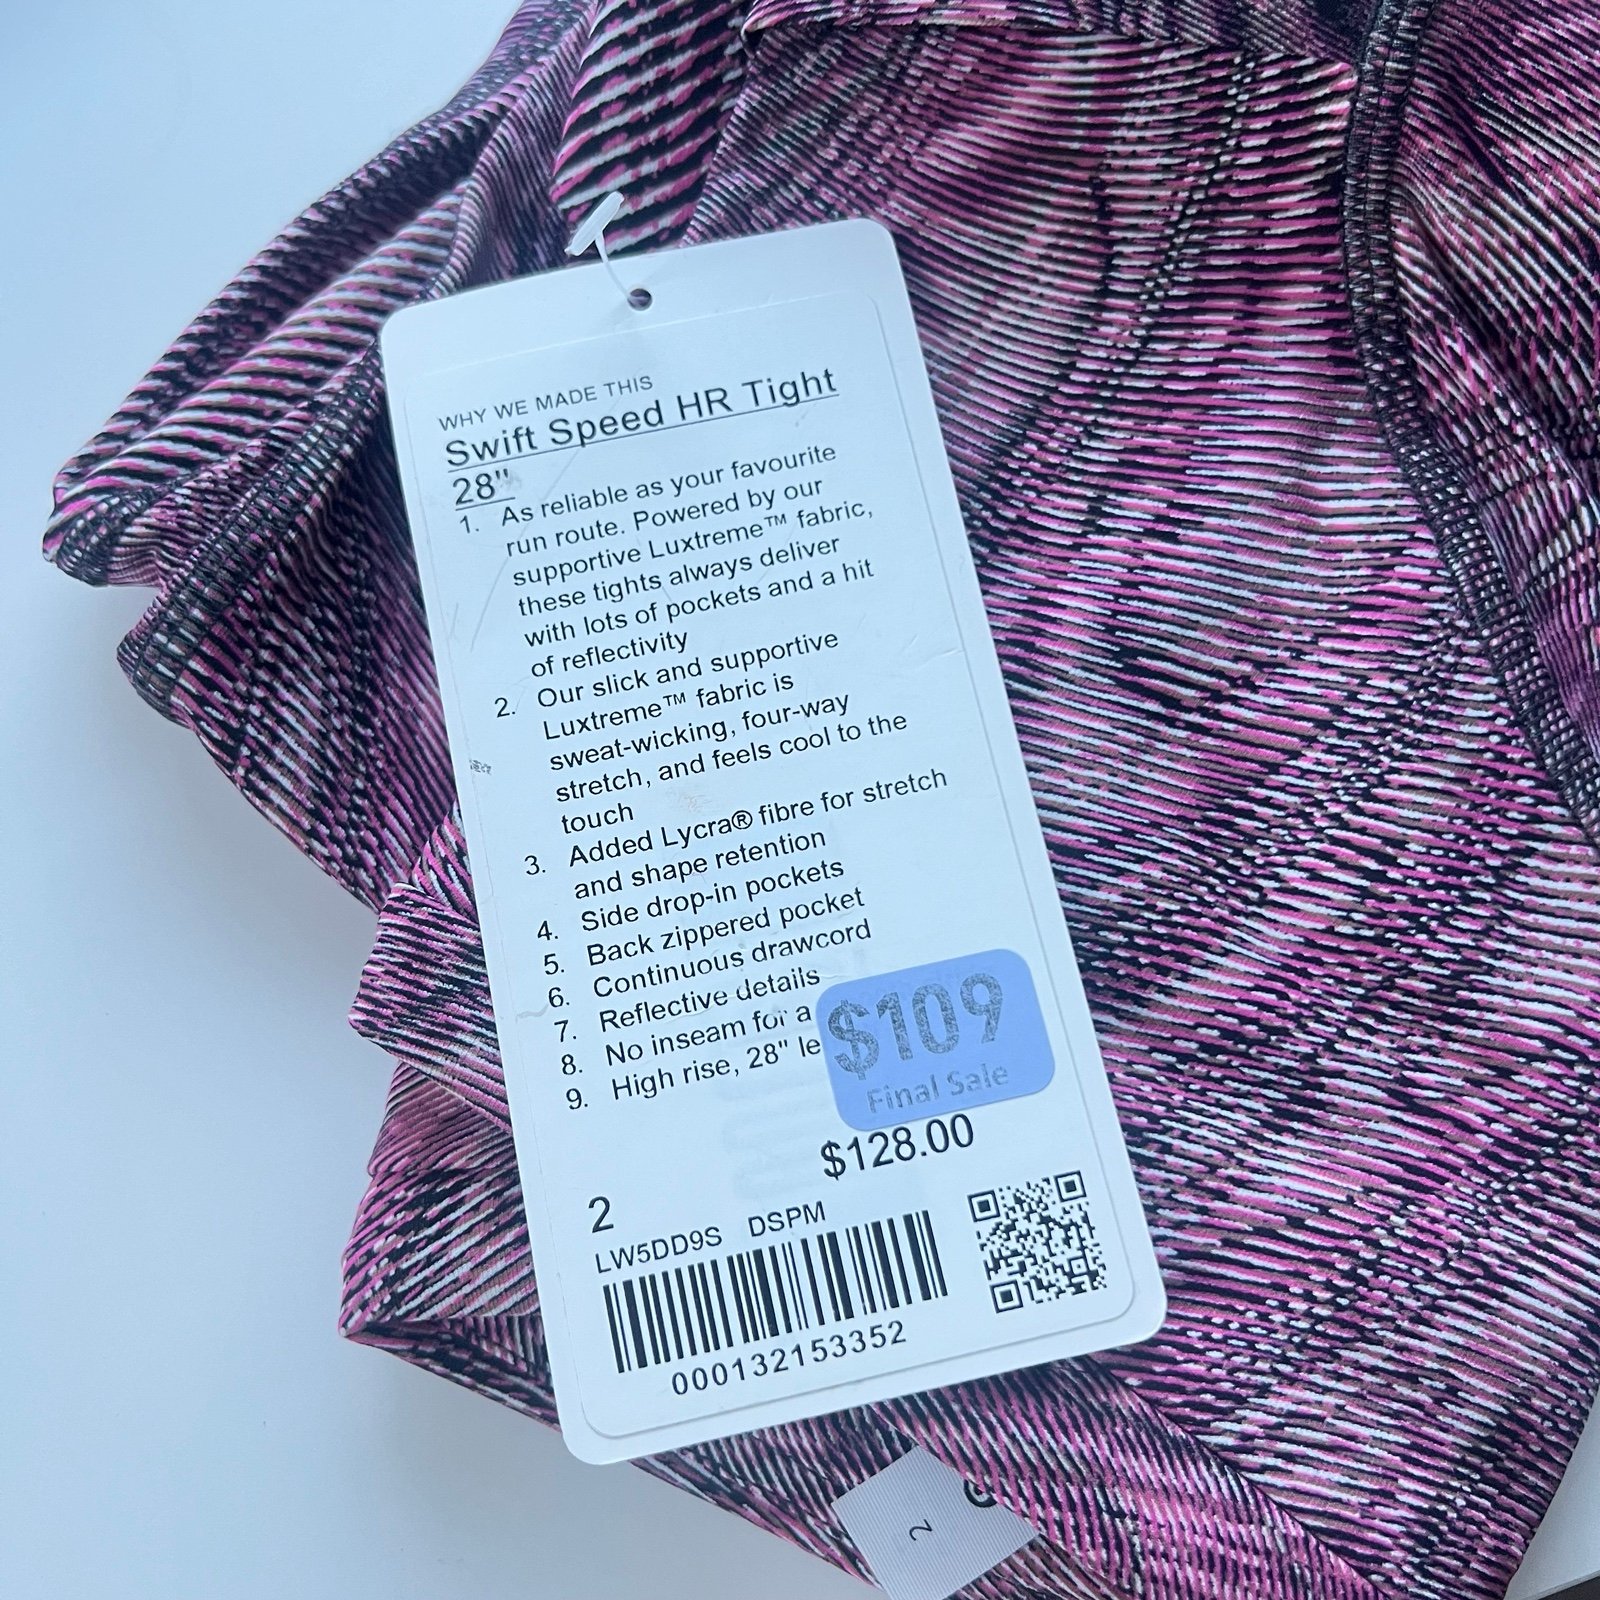 WHY WE MADE THIS
Swift Speed HR Tight
28"
1. As reliable as your favourite
run route. Powered by our
supportive Luxtreme™ fabric,
these tights always deliver
with lots of pockets and a hit
of reflectivity
2. Our slick and supportive
Luxtreme™ fabric is
sweat-wicking, four-way
stretch, and feels cool to the
touch
3. Added Lycra® fibre for stretch
and shape retention
4. Side drop-in pockets
5. Back zippered pocket
6. Continuous drawcord
7. Reflective details
8. No inseam for a
9. High rise, 28" le
$109
Final Sale
$128.00
2
LW5DD9S DSPM
000132153352
2